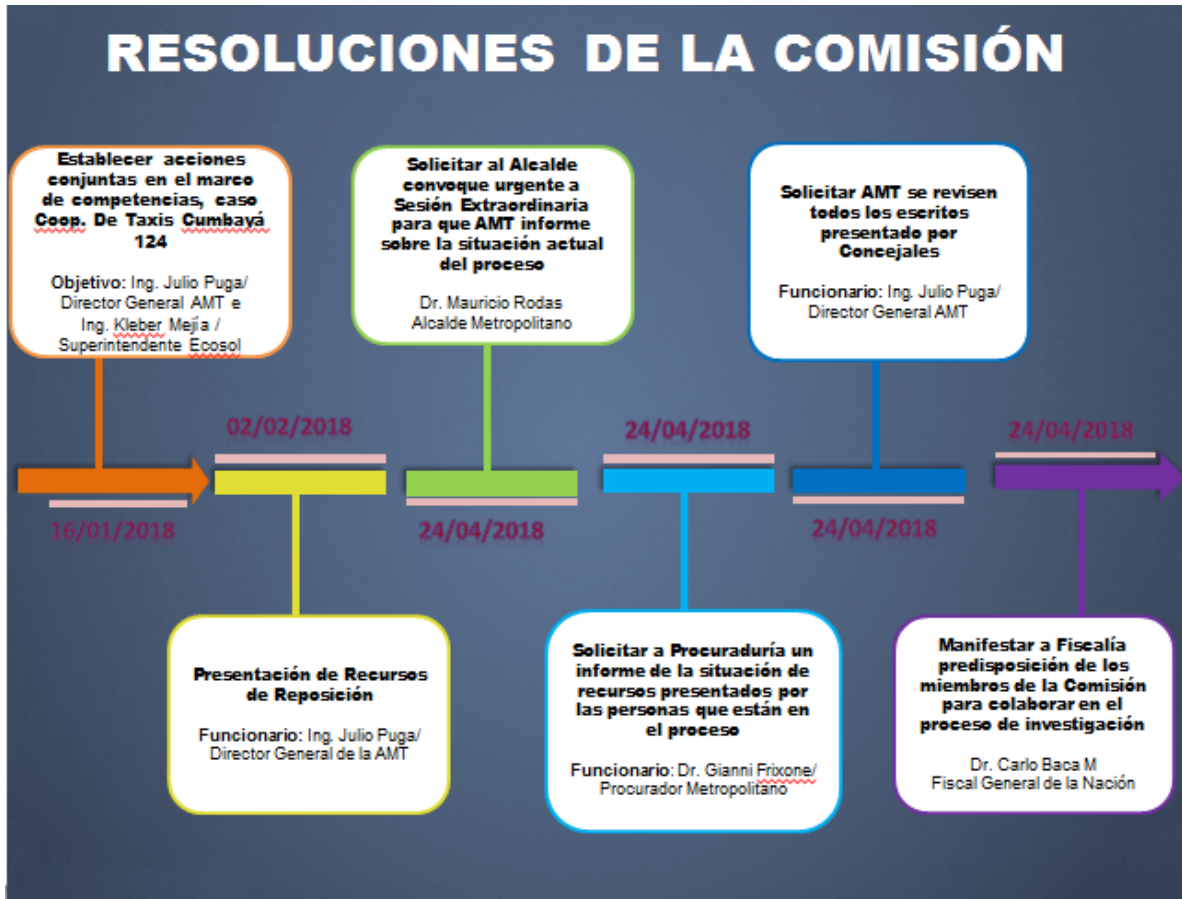 RESOLUCIONES DE LA COMISIÓN
Establecer acciones
conjuntas en el marco
de competencias, caso
Coop. De Taxis Cumbayá
124
Objetivo: Ing. Julio Puga/
Director General AMT e
Ing. Kleber Mejía /
Superintendente Ecosol
16/01/2018
02/02/2018
Presentación de Recursos
de Reposición
Funcionario: Ing. Julio Puga/
Director General de la AMT
Solicitar al Alcalde
convoque urgente a
Sesión Extraordinaria
para que AMT informe
sobre la situación actual
del proceso
Dr. Mauricio Rodas
Alcalde Metropolitano
24/04/2018
24/04/2018
Solicitar a Procuraduría un
informe de la situación de
recursos presentados por
las personas que están en
el proceso
Funcionario: Dr. Gianni Frixone/
Procurador Metropolitano
Solicitar AMT se revisen
todos los escritos
presentado por
Concejales
Funcionario: Ing. Julio Puga/
Director General AMT
24/04/2018
24/04/2018
Manifestar a Fiscalía
predisposición de los
miembros de la Comisión
para colaborar en el
proceso de investigación
Dr. Carlo Baca M
Fiscal General de la Nación